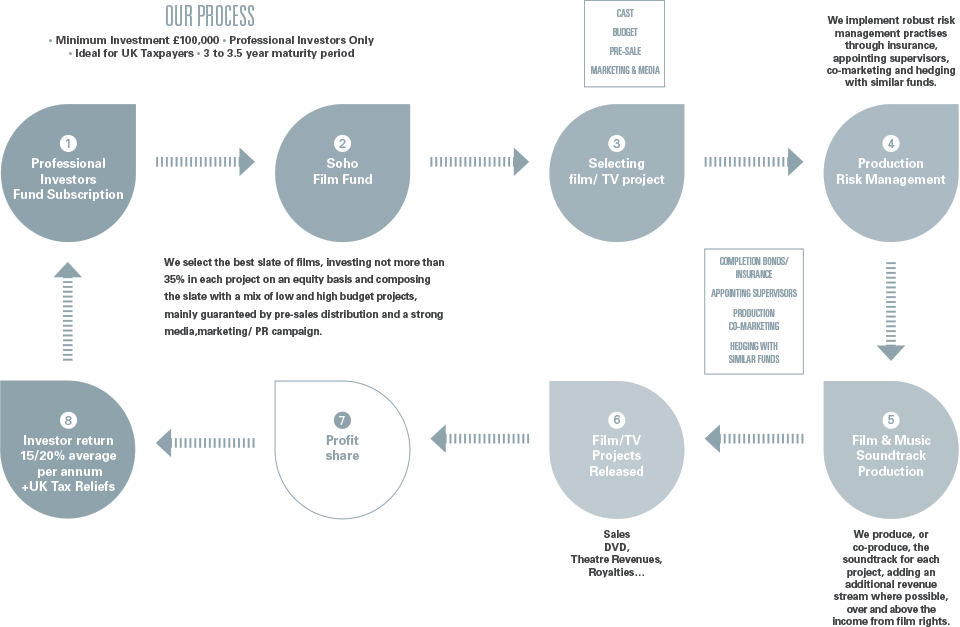 OUR PROCESS
• Minimum Investment £100,000 • Professional Investors Only
• Ideal for UK Taxpayers • 3 to 3.5 year maturity period
CAST
BUDGET
PRE-SALE
MARKETING & MEDIA
We implement robust risk
management practises
through insurance,
appointing supervisors,
co-marketing and hedging
with similar funds.
1
Professional
Investors
Fund Subscription
2
Soho
Film Fund
3
Selecting
film/ TV project
4
Production
Risk Management
We select the best slate of films, investing not more than
35% in each project on an equity basis and composing
the slate with a mix of low and high budget projects,
mainly guaranteed by pre-sales distribution and a strong
media,marketing/ PR campaign.
COMPLETION BONDS/
INSURANCE
APPOINTING SUPERVISORS
PRODUCTION
CO-MARKETING
HEDGING WITH
SIMILAR FUNDS
5
Film & Music
Soundtrack
Production
We produce, or
co-produce, the
soundtrack for each
project, adding an
additional revenue
stream where possible,
over and above the
income from film rights.
6
Film/TV
Projects
Released
Sales
DVD,
Theatre Revenues,
Royalties...
7
Profit
share
8
Investor return
15/20% average
per annum
+UK Tax Reliefs